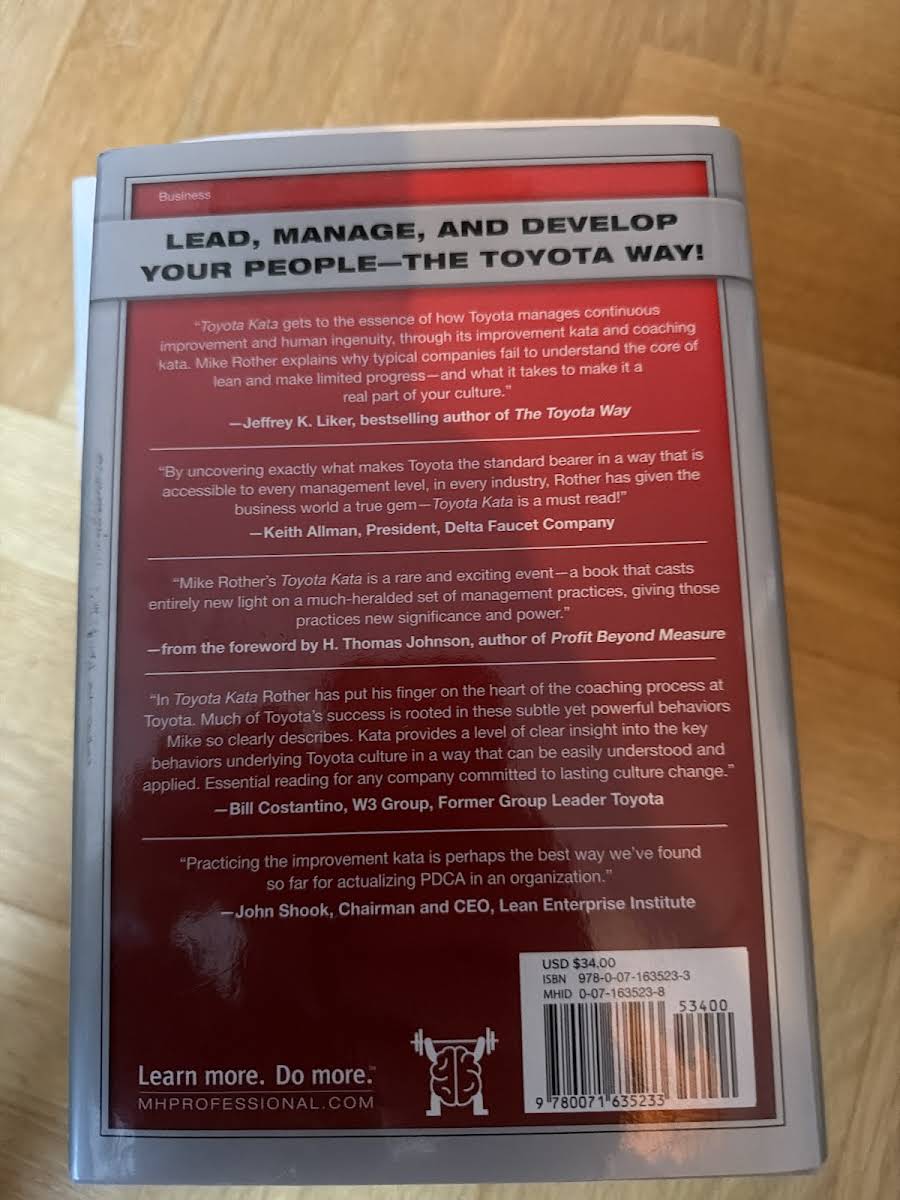 Business
LEAD, MANAGE, AND DEVELOP
YOUR PEOPLE—THE TOYOTA WAY!
“Toyota Kata gets to the essence of how Toyota manages continuous
improvement and human ingenuity, through its improvement kata and coaching
kata. Mike Rother explains why typical companies fail to understand the core of
lean and make limited progress—and what it takes to make it a
real part of your culture.”
—Jeffrey K. Liker, bestselling author of The Toyota Way
“By uncovering exactly what makes Toyota the standard bearer in a way that is
accessible to every management level, in every industry, Rother has given the
business world a true gem—Toyota Kata is a must read!”
—Keith Allman, President, Delta Faucet Company
“Mike Rother’s Toyota Kata is a rare and exciting event—a book that casts
entirely new light on a much-heralded set of management practices, giving those
practices new significance and power.”
—from the foreword by H. Thomas Johnson, author of Profit Beyond Measure
“In Toyota Kata Rother has put his finger on the heart of the coaching process at
Toyota. Much of Toyota’s success is rooted in these subtle yet powerful behaviors
Mike so clearly describes. Kata provides a level of clear insight into the key
behaviors underlying Toyota culture in a way that can be easily understood and
applied. Essential reading for any company committed to lasting culture change.”
—Bill Costantino, W3 Group, Former Group Leader Toyota
“Practicing the improvement kata is perhaps the best way we’ve found
so far for actualizing PDCA in an organization.”
—John Shook, Chairman and CEO, Lean Enterprise Institute
USD $34.00
ISBN 978-0-07-163523-3
MHID 0-07-163523-8
53400
9 780071 635233
Learn more. Do more.
MHPROFESSIONAL.COM